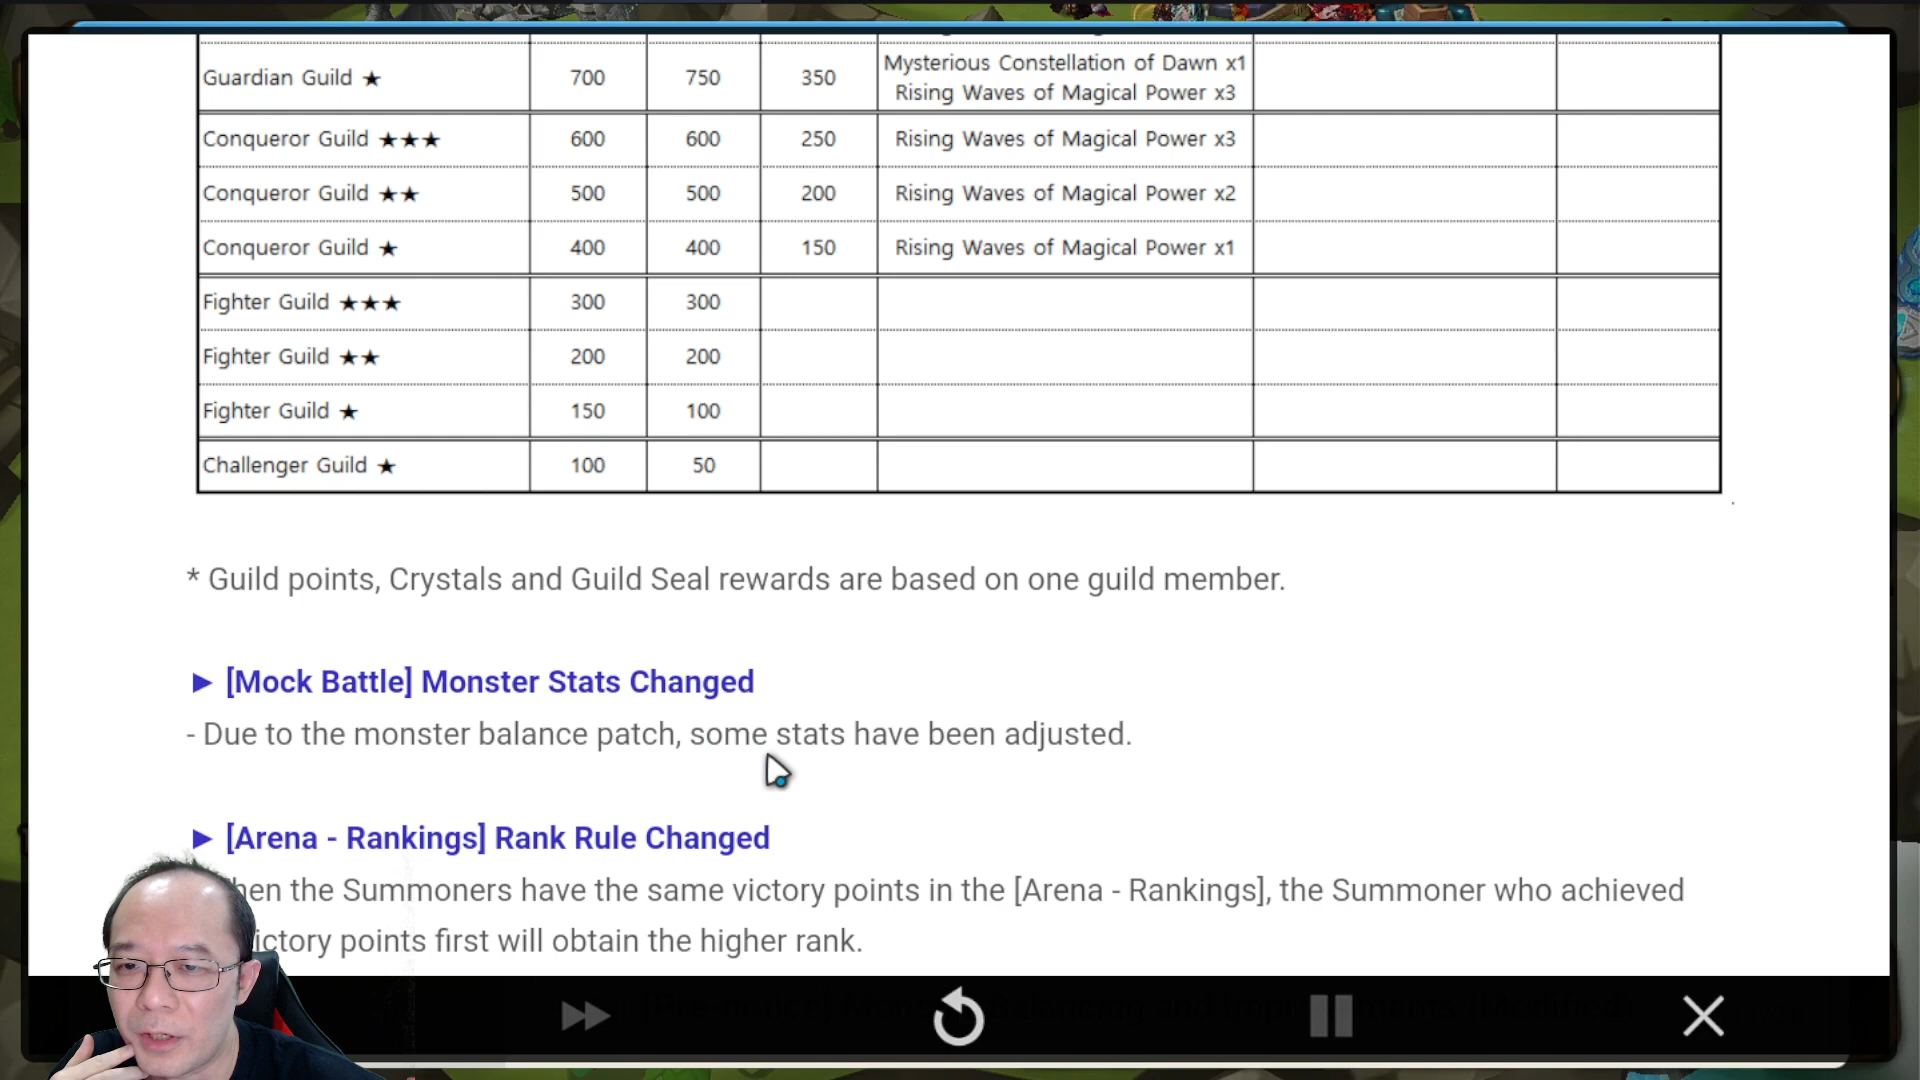 Guardian Guild ★ 700 750 350 Mysterious Constellation of Dawn x1
Rising Waves of Magical Power x3
Conqueror Guild ★★★ 600 600 250 Rising Waves of Magical Power x3
Conqueror Guild ★★ 500 500 200 Rising Waves of Magical Power x2
Conqueror Guild ★ 400 400 150 Rising Waves of Magical Power x1
Fighter Guild ★★★ 300 300
Fighter Guild ★★ 200 200
Fighter Guild ★ 150 100
Challenger Guild ★ 100 50
* Guild points, Crystals and Guild Seal rewards are based on one guild member.
► [Mock Battle] Monster Stats Changed
- Due to the monster balance patch, some stats have been adjusted.
► [Arena - Rankings] Rank Rule Changed
hen the Summoners have the same victory points in the [Arena - Rankings], the Summoner who achieved
ictory points first will obtain the higher rank.